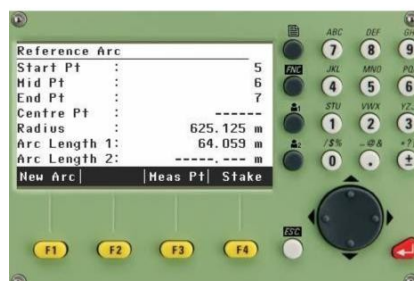 Reference Arc
Start Pt : 5
Mid Pt : 6
End Pt : 7
Centre Pt : ------
Radius : 625.125 m
Arc Length 1: 64.059 m
Arc Length 2: -----.--- m
New Arc| |Meas Pt| Stake
F1 F2 F3 F4
ESC
FNC
1
2
ABC DEF
7 8 9
JKL MNO
4 5 6
STU VWX
1 2 3
/$% _@&
0 . ±